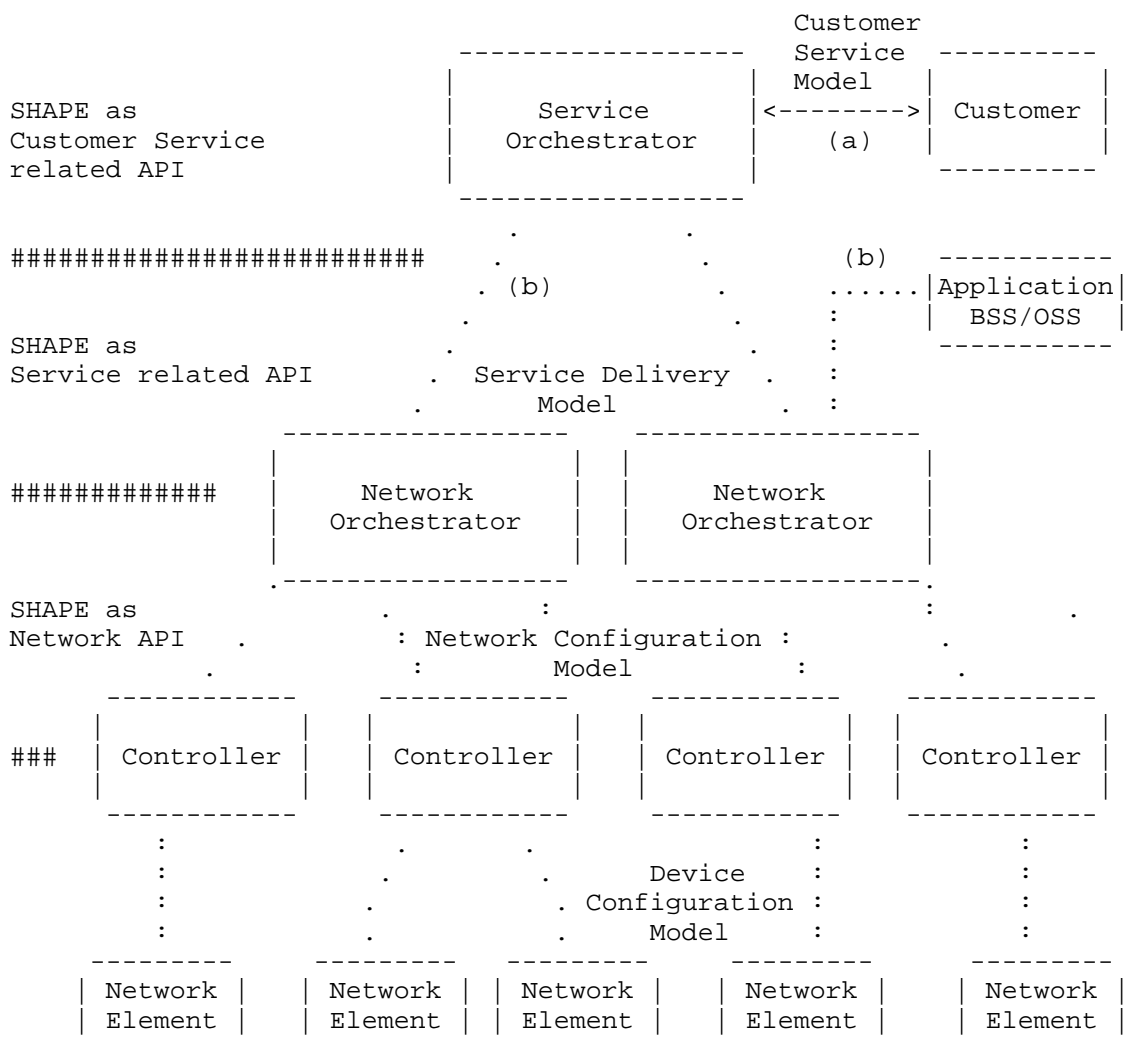 Customer
Service
Model
SHAPE as Service <--------> Customer
Customer Service Orchestrator (a)
related API
########################## (b)
(b) Application
BSS/OSS
SHAPE as
Service related API Service Delivery
Model
############# Network Network
Orchestrator Orchestrator
SHAPE as
Network API Network Configuration
Model
### Controller Controller Controller Controller
Device
Configuration
Model
Network Network Network Network Network
Element Element Element Element Element